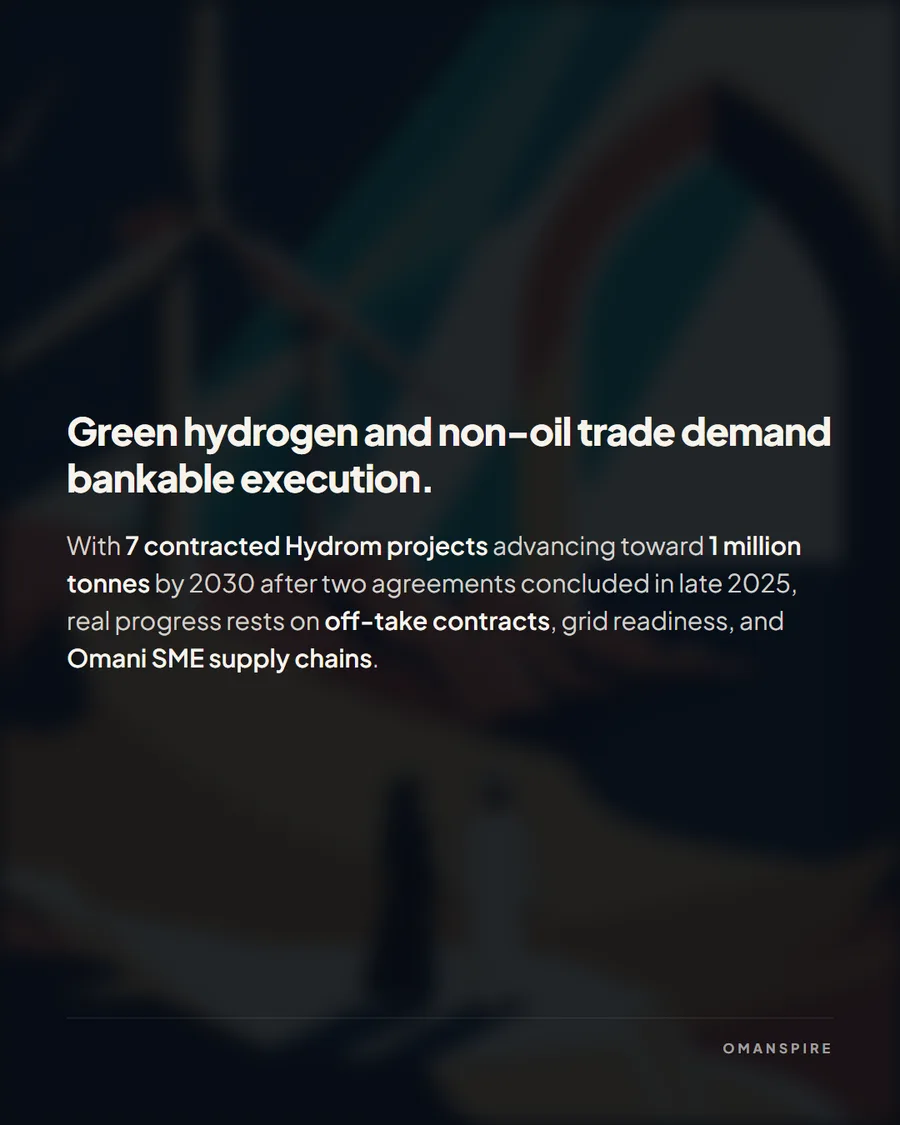 Green hydrogen and non-oil trade demand
bankable execution.
With 7 contracted Hydrom projects advancing toward 1 million
tonnes by 2030 after two agreements concluded in late 2025,
real progress rests on off-take contracts, grid readiness, and
Omani SME supply chains.
OMANSPIRE